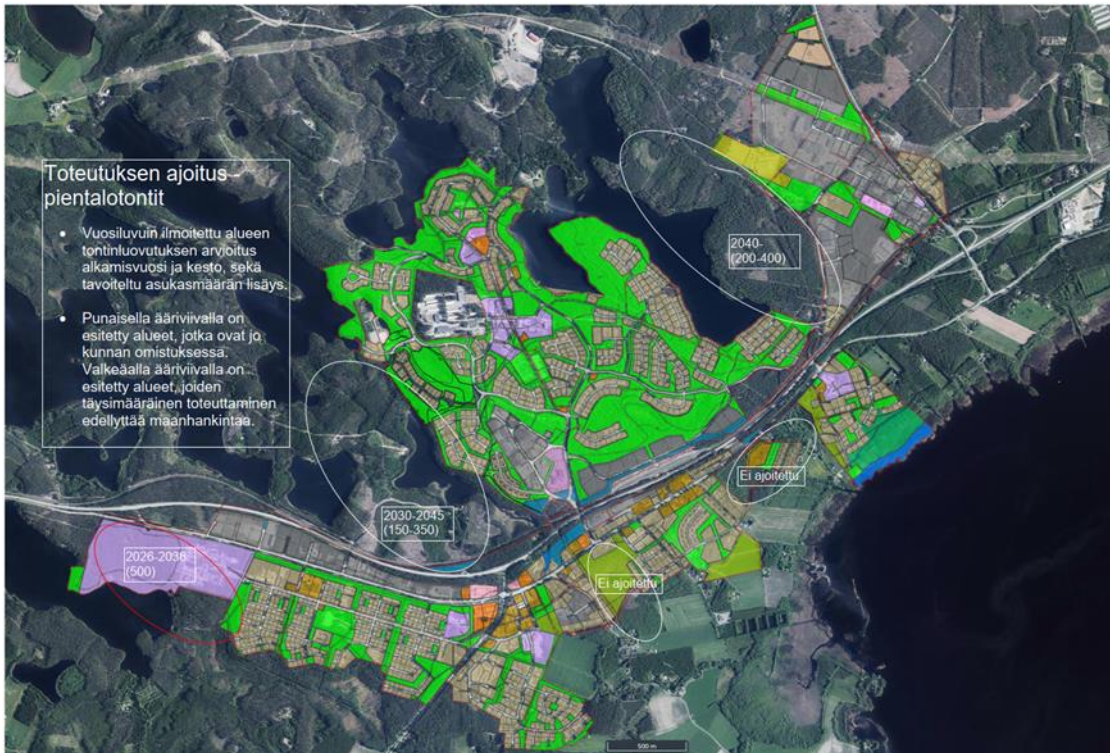 Toteutuksen ajoitus -
pientalotontit
• Vuosiluvuin ilmoitettu alueen
tontinluovutuksen arvioitus
alkamisvuosi ja kesto, sekä
tavoiteltu asukasmäärän lisäys.
• Punaisella ääriviivalla on
esitetty alueet, jotka ovat jo
kunnan omistuksessa.
Valkeaalla ääriviivalla on
esitetty alueet, joiden
täysimääräinen toteuttaminen
edellyttää maanhankintaa.
2040-
(200-400)
Ei ajoitettu
2030-2045
(150-350)
2026-2036
(500)
Ei ajoitettu
500 m